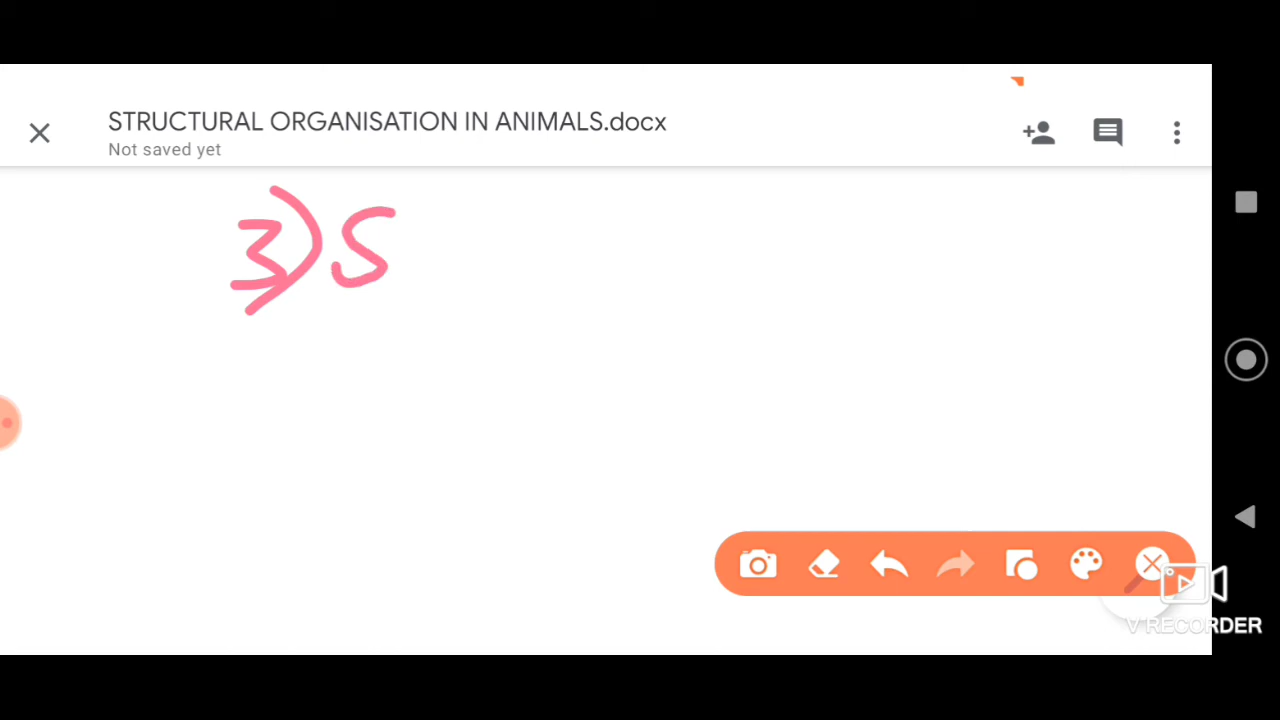 STRUCTURAL ORGANISATION IN ANIMALS.docx
Not saved yet
3) S
V RECORDER